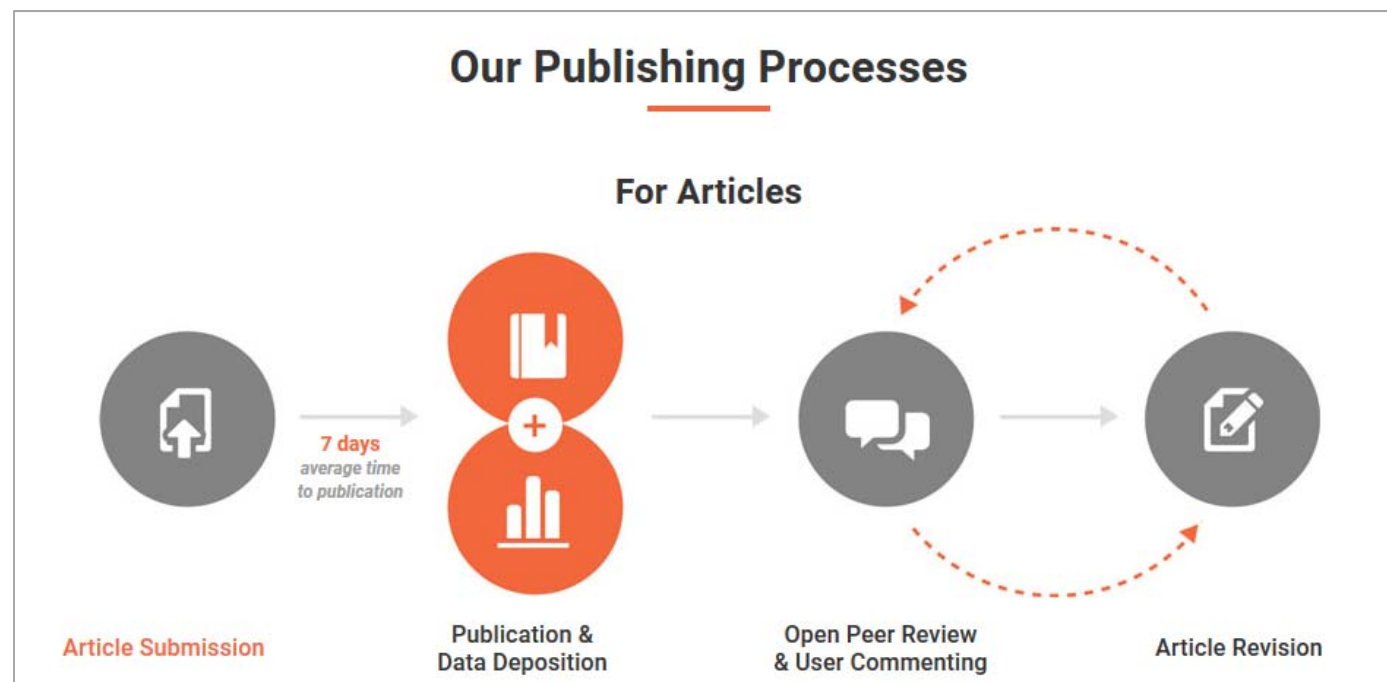 Our Publishing Processes
For Articles
7 days
average time
to publication
Article Submission
Publication &
Data Deposition
Open Peer Review
& User Commenting
Article Revision